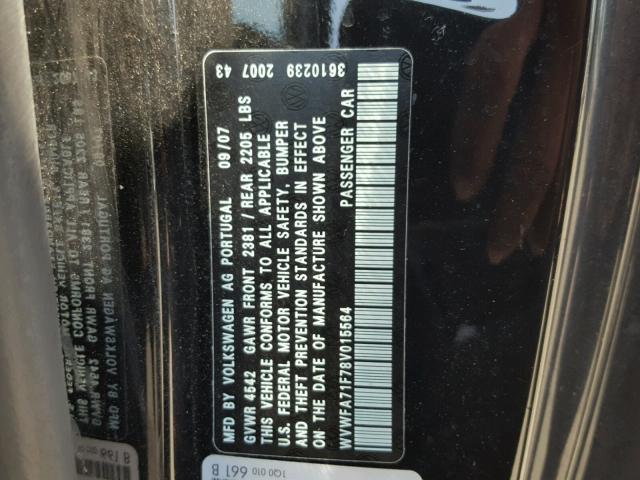 MFD BY VOLKSWAGEN AG PORTUGAL 09/07
GVWR 4542 GAWR FRONT 2381 / REAR 2205 LBS
THIS VEHICLE CONFORMS TO ALL APPLICABLE
U.S. FEDERAL MOTOR VEHICLE SAFETY, BUMPER
AND THEFT PREVENTION STANDARDS IN EFFECT
ON THE DATE OF MANUFACTURE SHOWN ABOVE
WVWFA71F78V015564 PASSENGER CAR
3610239 2007 43
1Q0 010 661 B